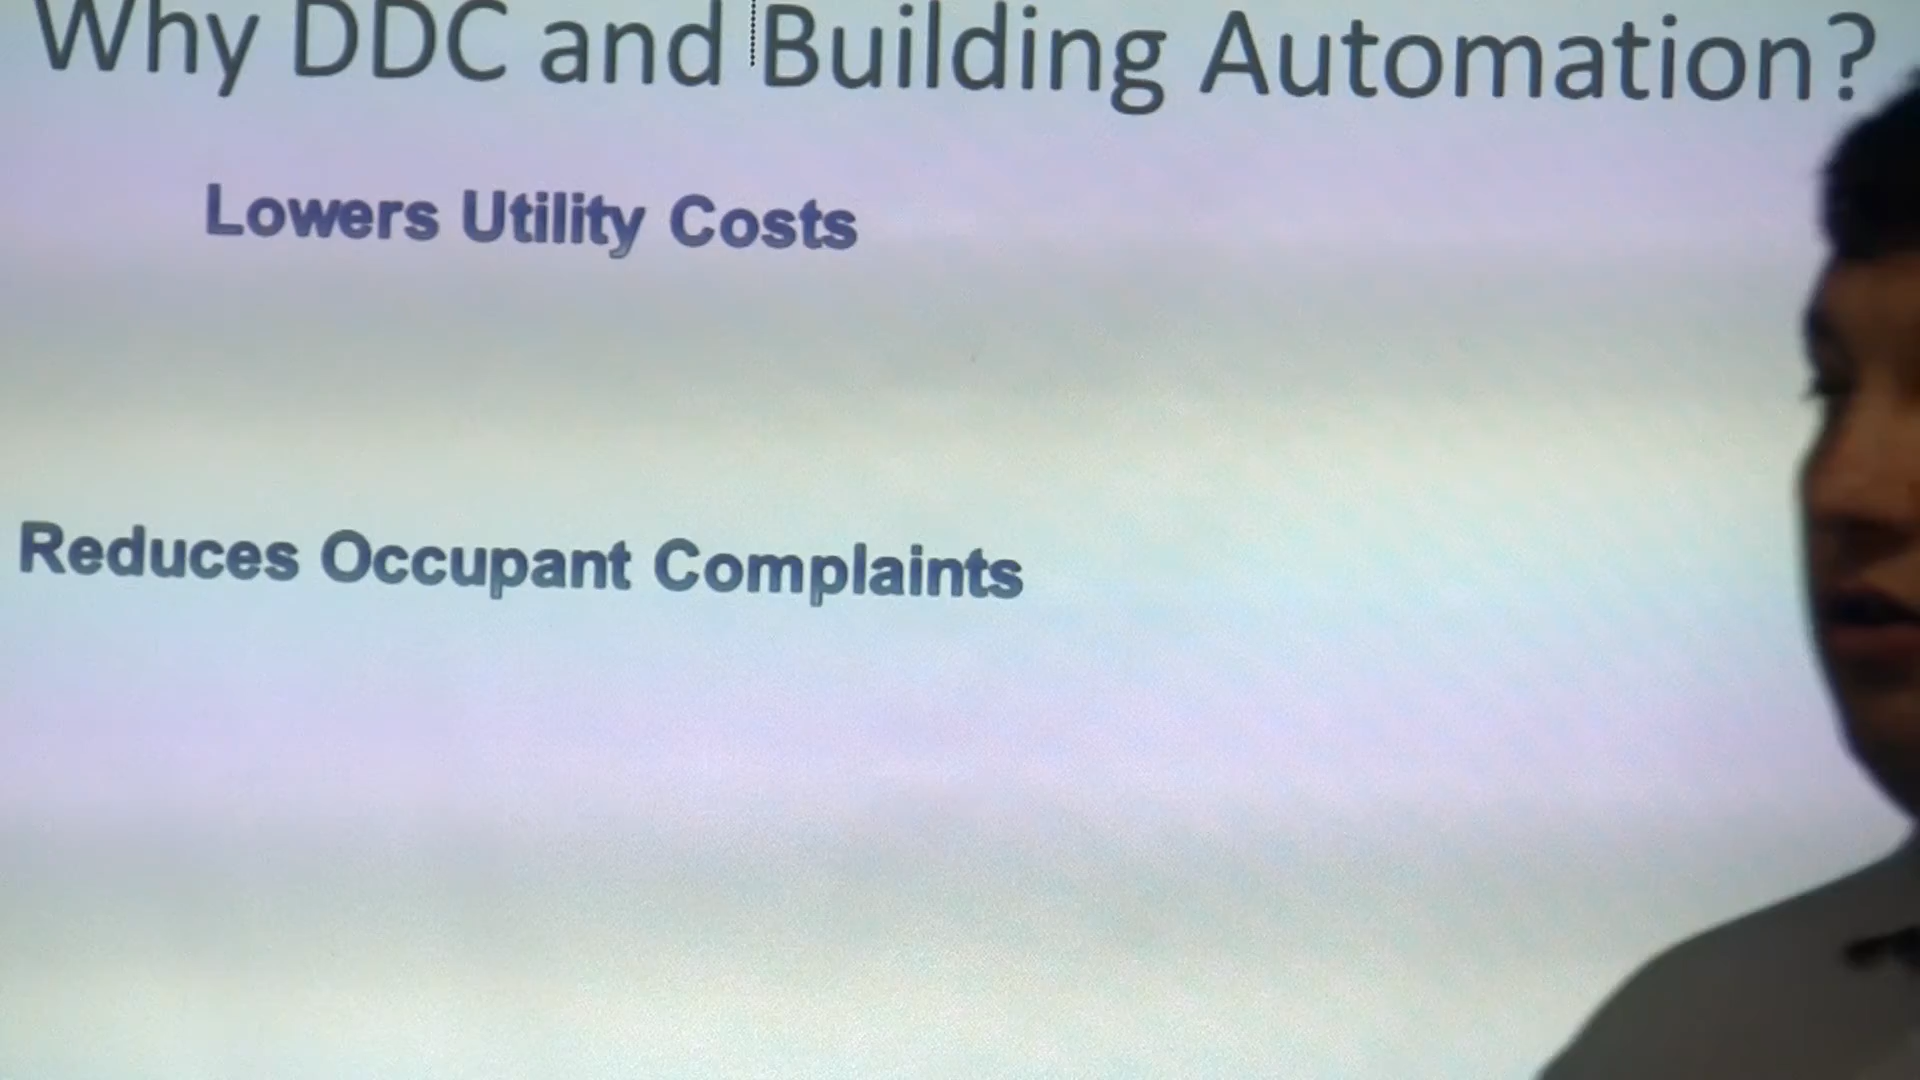 Why DDC and Building Automation?
Lowers Utility Costs
Reduces Occupant Complaints